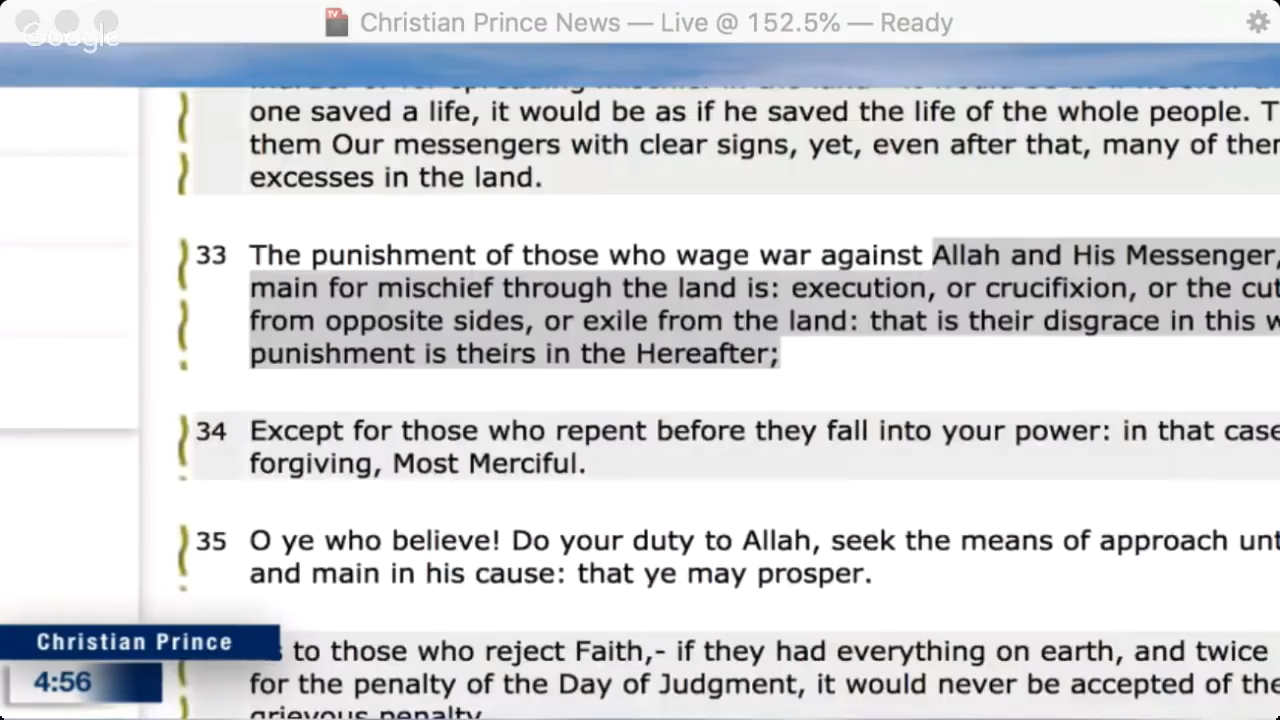 Christian Prince News — Live @ 152.5% — Ready
Google
one saved a life, it would be as if he saved the life of the whole people. T
them Our messengers with clear signs, yet, even after that, many of ther
excesses in the land.
33 The punishment of those who wage war against Allah and His Messenger,
main for mischief through the land is: execution, or crucifixion, or the cut
from opposite sides, or exile from the land: that is their disgrace in this w
punishment is theirs in the Hereafter;
34 Except for those who repent before they fall into your power: in that case
forgiving, Most Merciful.
35 O ye who believe! Do your duty to Allah, seek the means of approach unt
and main in his cause: that ye may prosper.
to those who reject Faith,- if they had everything on earth, and twice
for the penalty of the Day of Judgment, it would never be accepted of the
grievous penalty.
Christian Prince
4:56